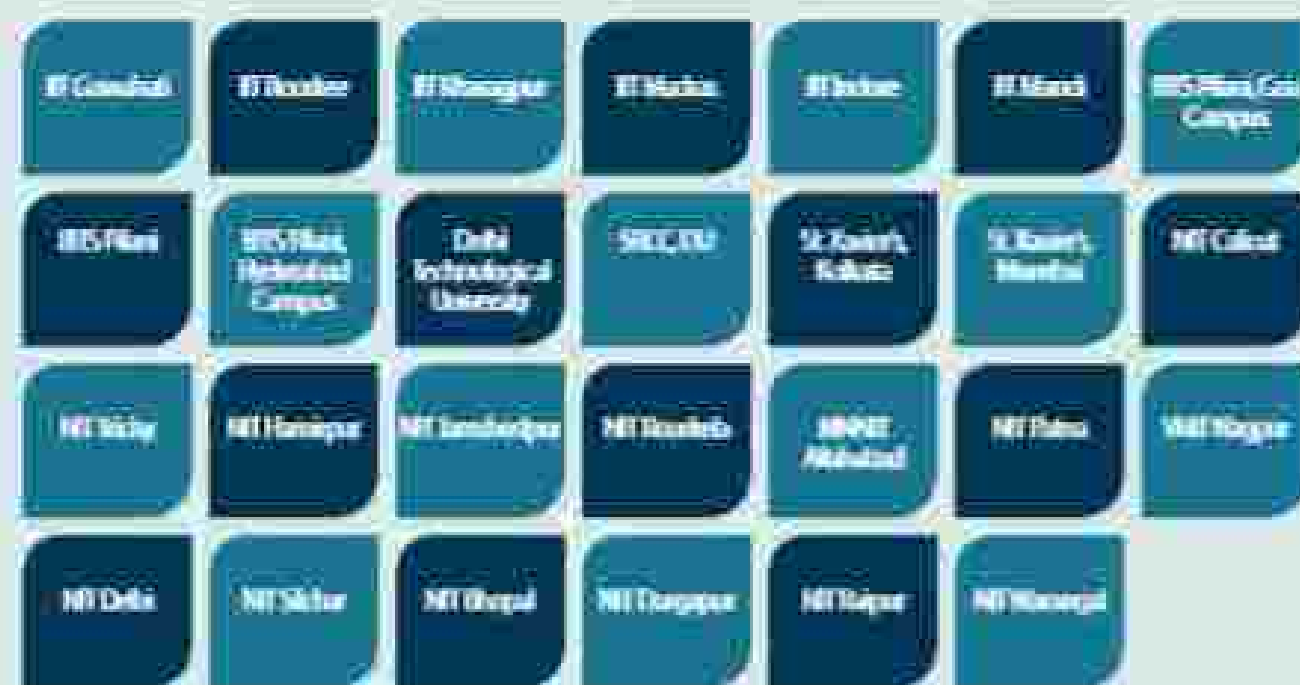 IIT Guwahati
IIT Roorkee
IIT Kharagpur
IIT Madras
IIT Indore
IIT Mandi
BITS Pilani, Goa
Campus
BITS Pilani
BITS Pilani,
Hyderabad
Campus
Delhi
Technological
University
SRCC, DU
St. Xavier's,
Kolkata
St. Xavier's,
Mumbai
NIT Calicut
NIT Trichy
NIT Hamirpur
NIT Jamshedpur
NIT Rourkela
MNNIT
Allahabad
NIT Patna
VNIT Nagpur
NIT Delhi
NIT Silchar
NIT Bhopal
NIT Durgapur
NIT Raipur
NIT Warangal